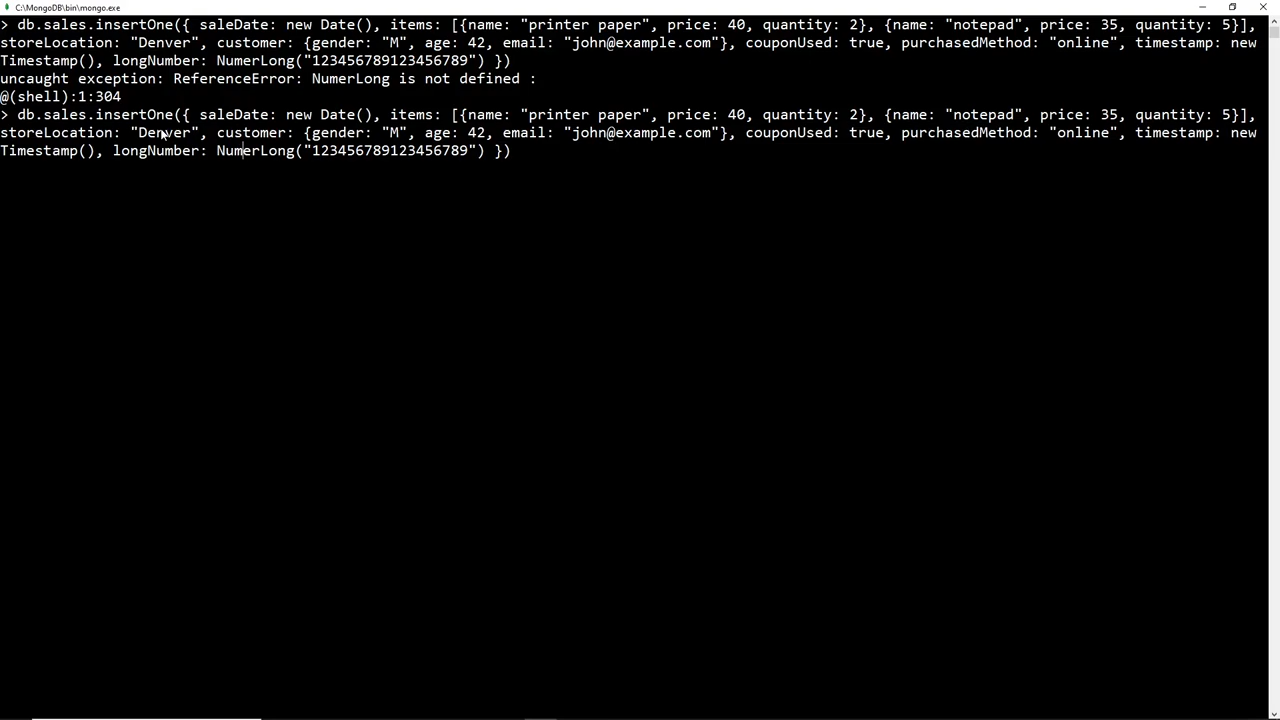 C:\MongoDB\bin\mongo.exe
> db.sales.insertOne({ saleDate: new Date(), items: [{name: "printer paper", price: 40, quantity: 2}, {name: "notepad", price: 35, quantity: 5}],
storeLocation: "Denver", customer: {gender: "M", age: 42, email: "john@example.com"}, couponUsed: true, purchasedMethod: "online", timestamp: new
Timestamp(), longNumber: NumerLong("123456789123456789") })
uncaught exception: ReferenceError: NumerLong is not defined :
@(shell):1:304
> db.sales.insertOne({ saleDate: new Date(), items: [{name: "printer paper", price: 40, quantity: 2}, {name: "notepad", price: 35, quantity: 5}],
storeLocation: "Denver", customer: {gender: "M", age: 42, email: "john@example.com"}, couponUsed: true, purchasedMethod: "online", timestamp: new
Timestamp(), longNumber: NumerLong("123456789123456789") })